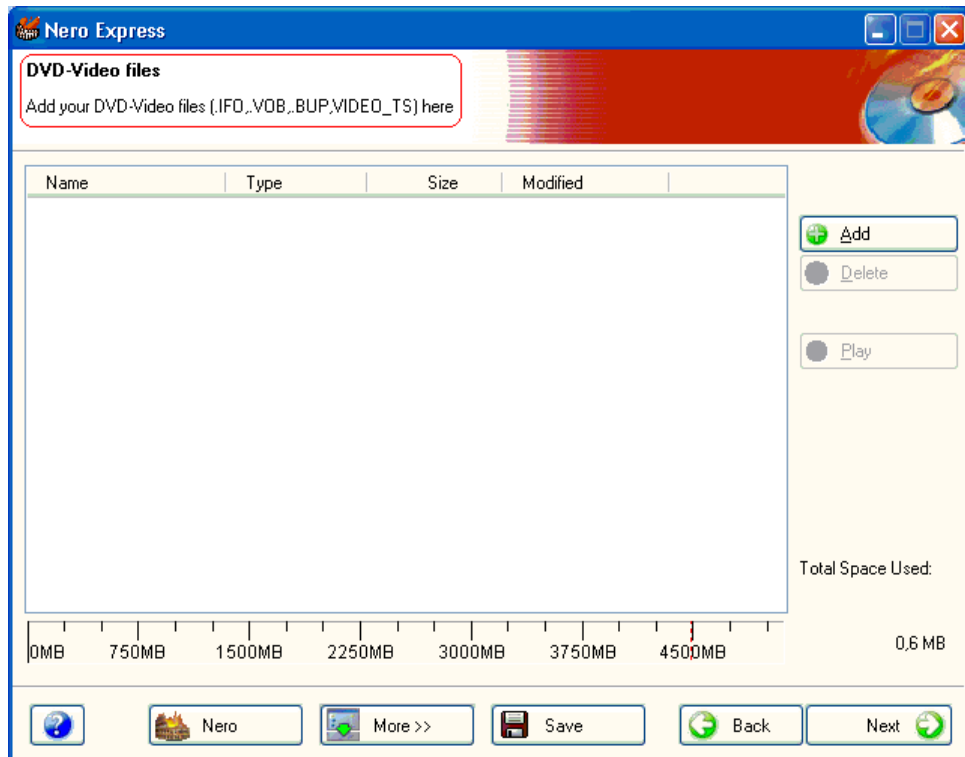 Nero Express
DVD-Video files
Add your DVD-Video files (.IFO,.VOB,.BUP,VIDEO_TS) here
Name Type Size Modified
Add
Delete
Play
Total Space Used:
0MB 750MB 1500MB 2250MB 3000MB 3750MB 4500MB
0,6 MB
? Nero More >> Save Back Next